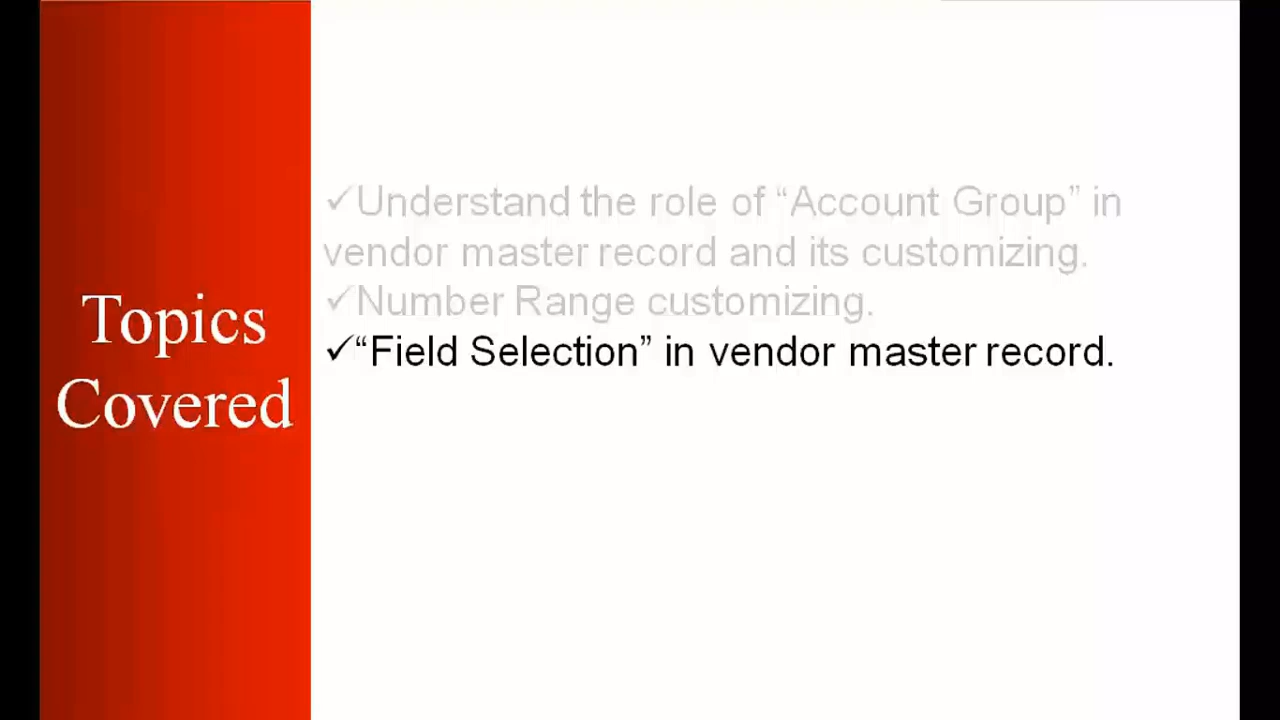 Topics
Covered
✓Understand the role of “Account Group” in
vendor master record and its customizing.
✓Number Range customizing.
✓“Field Selection” in vendor master record.